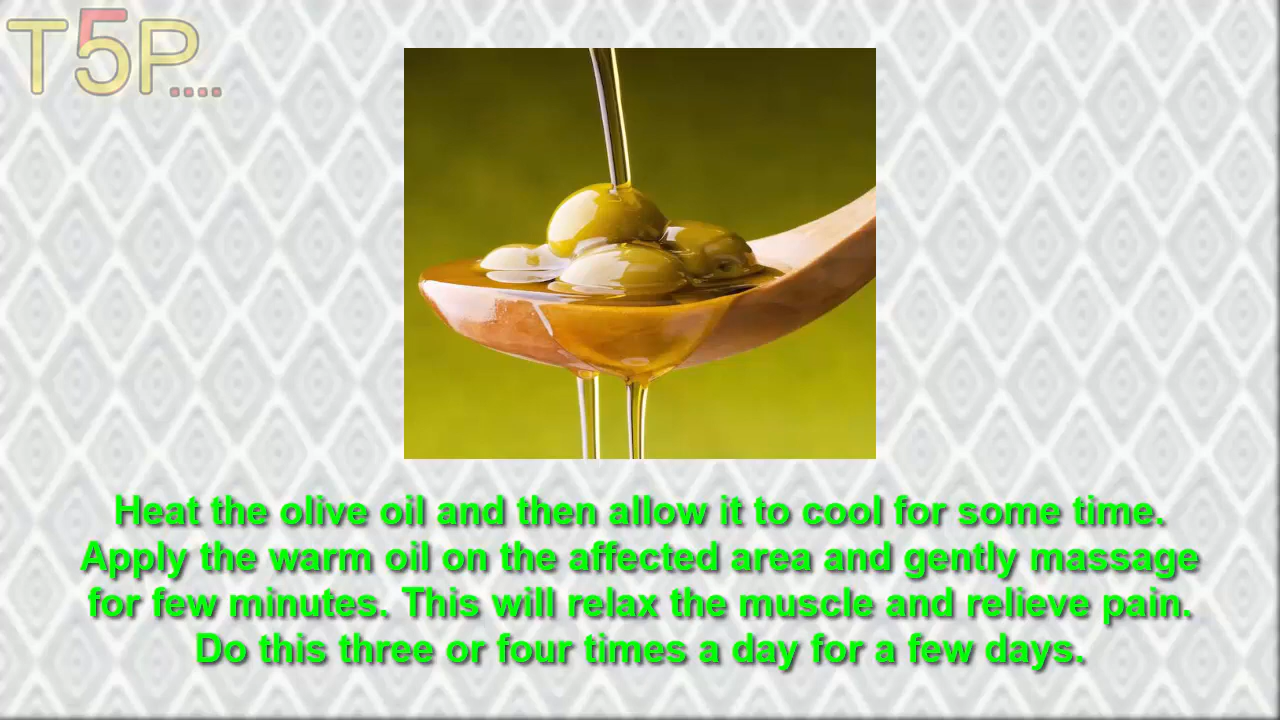 T5P....
Heat the olive oil and then allow it to cool for some time.
Apply the warm oil on the affected area and gently massage
for few minutes. This will relax the muscle and relieve pain.
Do this three or four times a day for a few days.